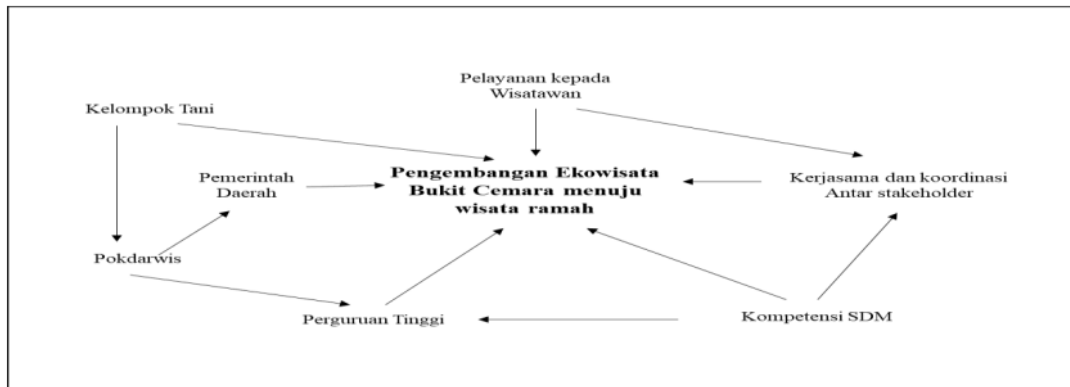 Pelayanan kepada
Wisatawan
Kelompok Tani
Pengembangan Ekowisata
Bukit Cemara menuju
wisata ramah
Pemerintah
Daerah
Kerjasama dan koordinasi
Antar stakeholder
Pokdarwis
Perguruan Tinggi
Kompetensi SDM